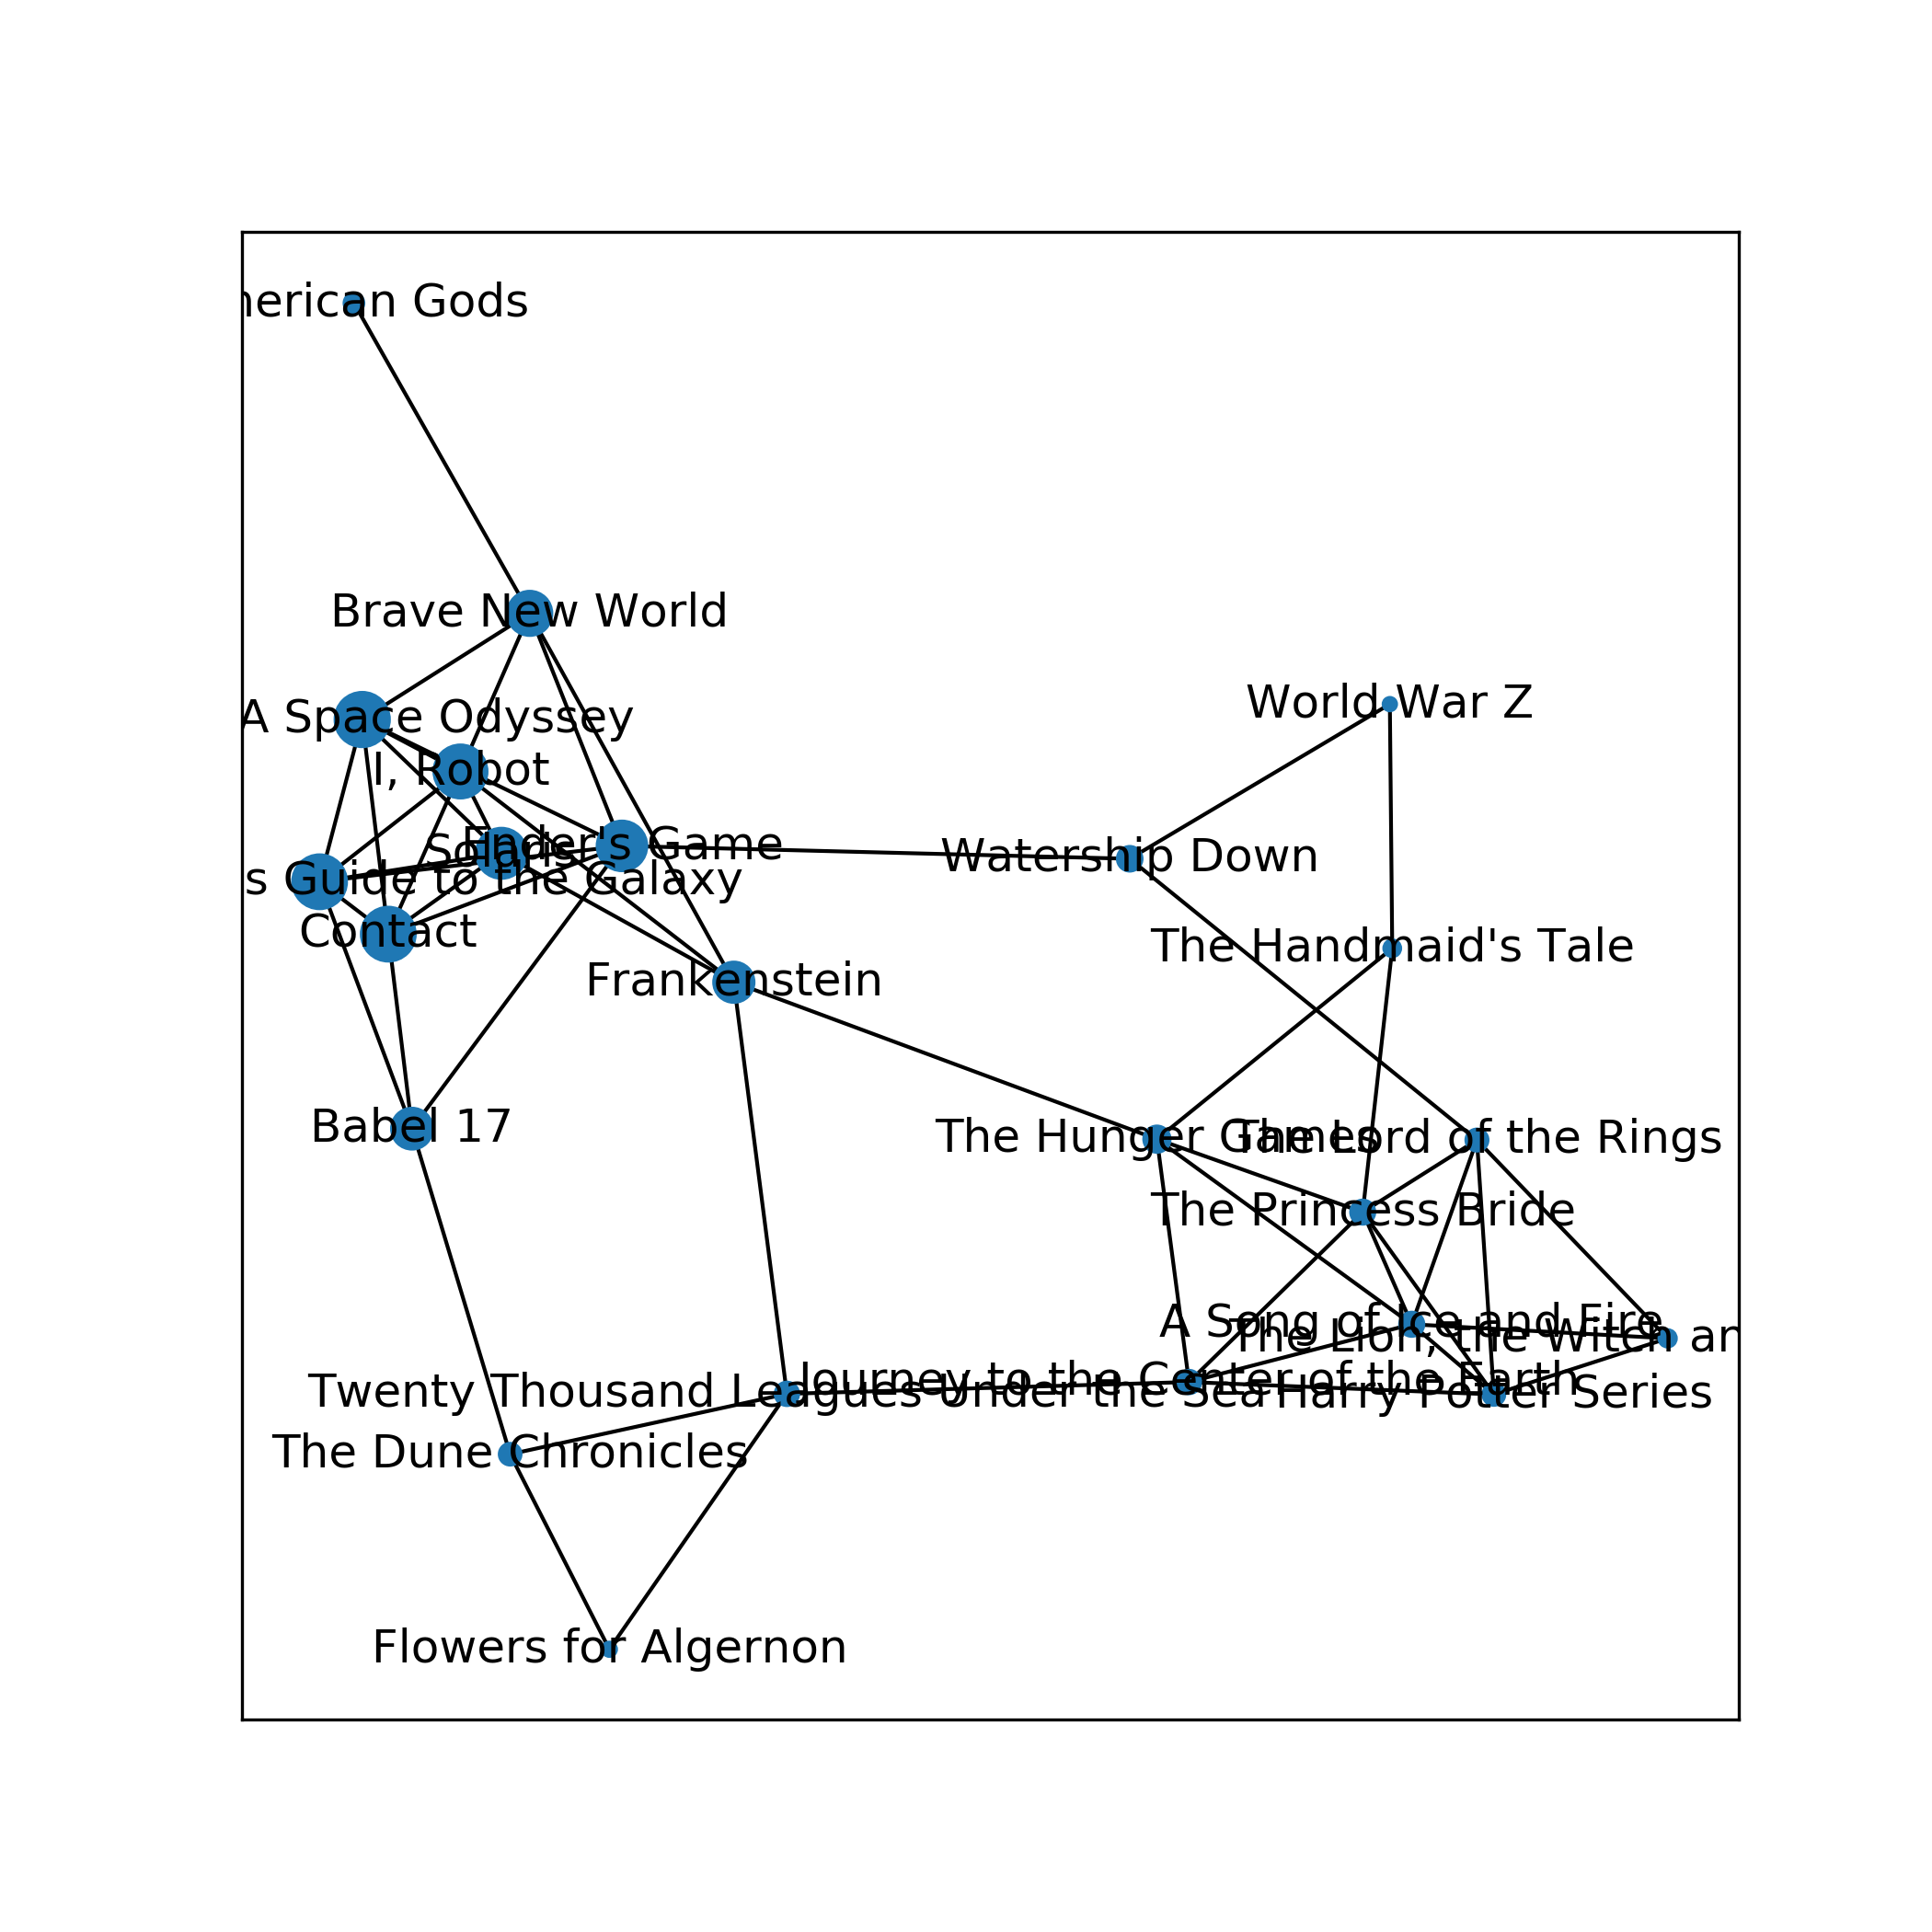 nerican Gods
Brave New World
A Space Odyssey
World War Z
I, Robot
Ender's Game
Solaris
Watership Down
s Guide to the Galaxy
Contact
The Handmaid's Tale
Frankenstein
Babel 17
The Hunger Games
The Lord of the Rings
The Princess Bride
A Song of Ice and Fire
The Lion, the Witch an
Journey to the Center of the Earth
Twenty Thousand Leagues Under the Sea
Harry Potter Series
The Dune Chronicles
Flowers for Algernon